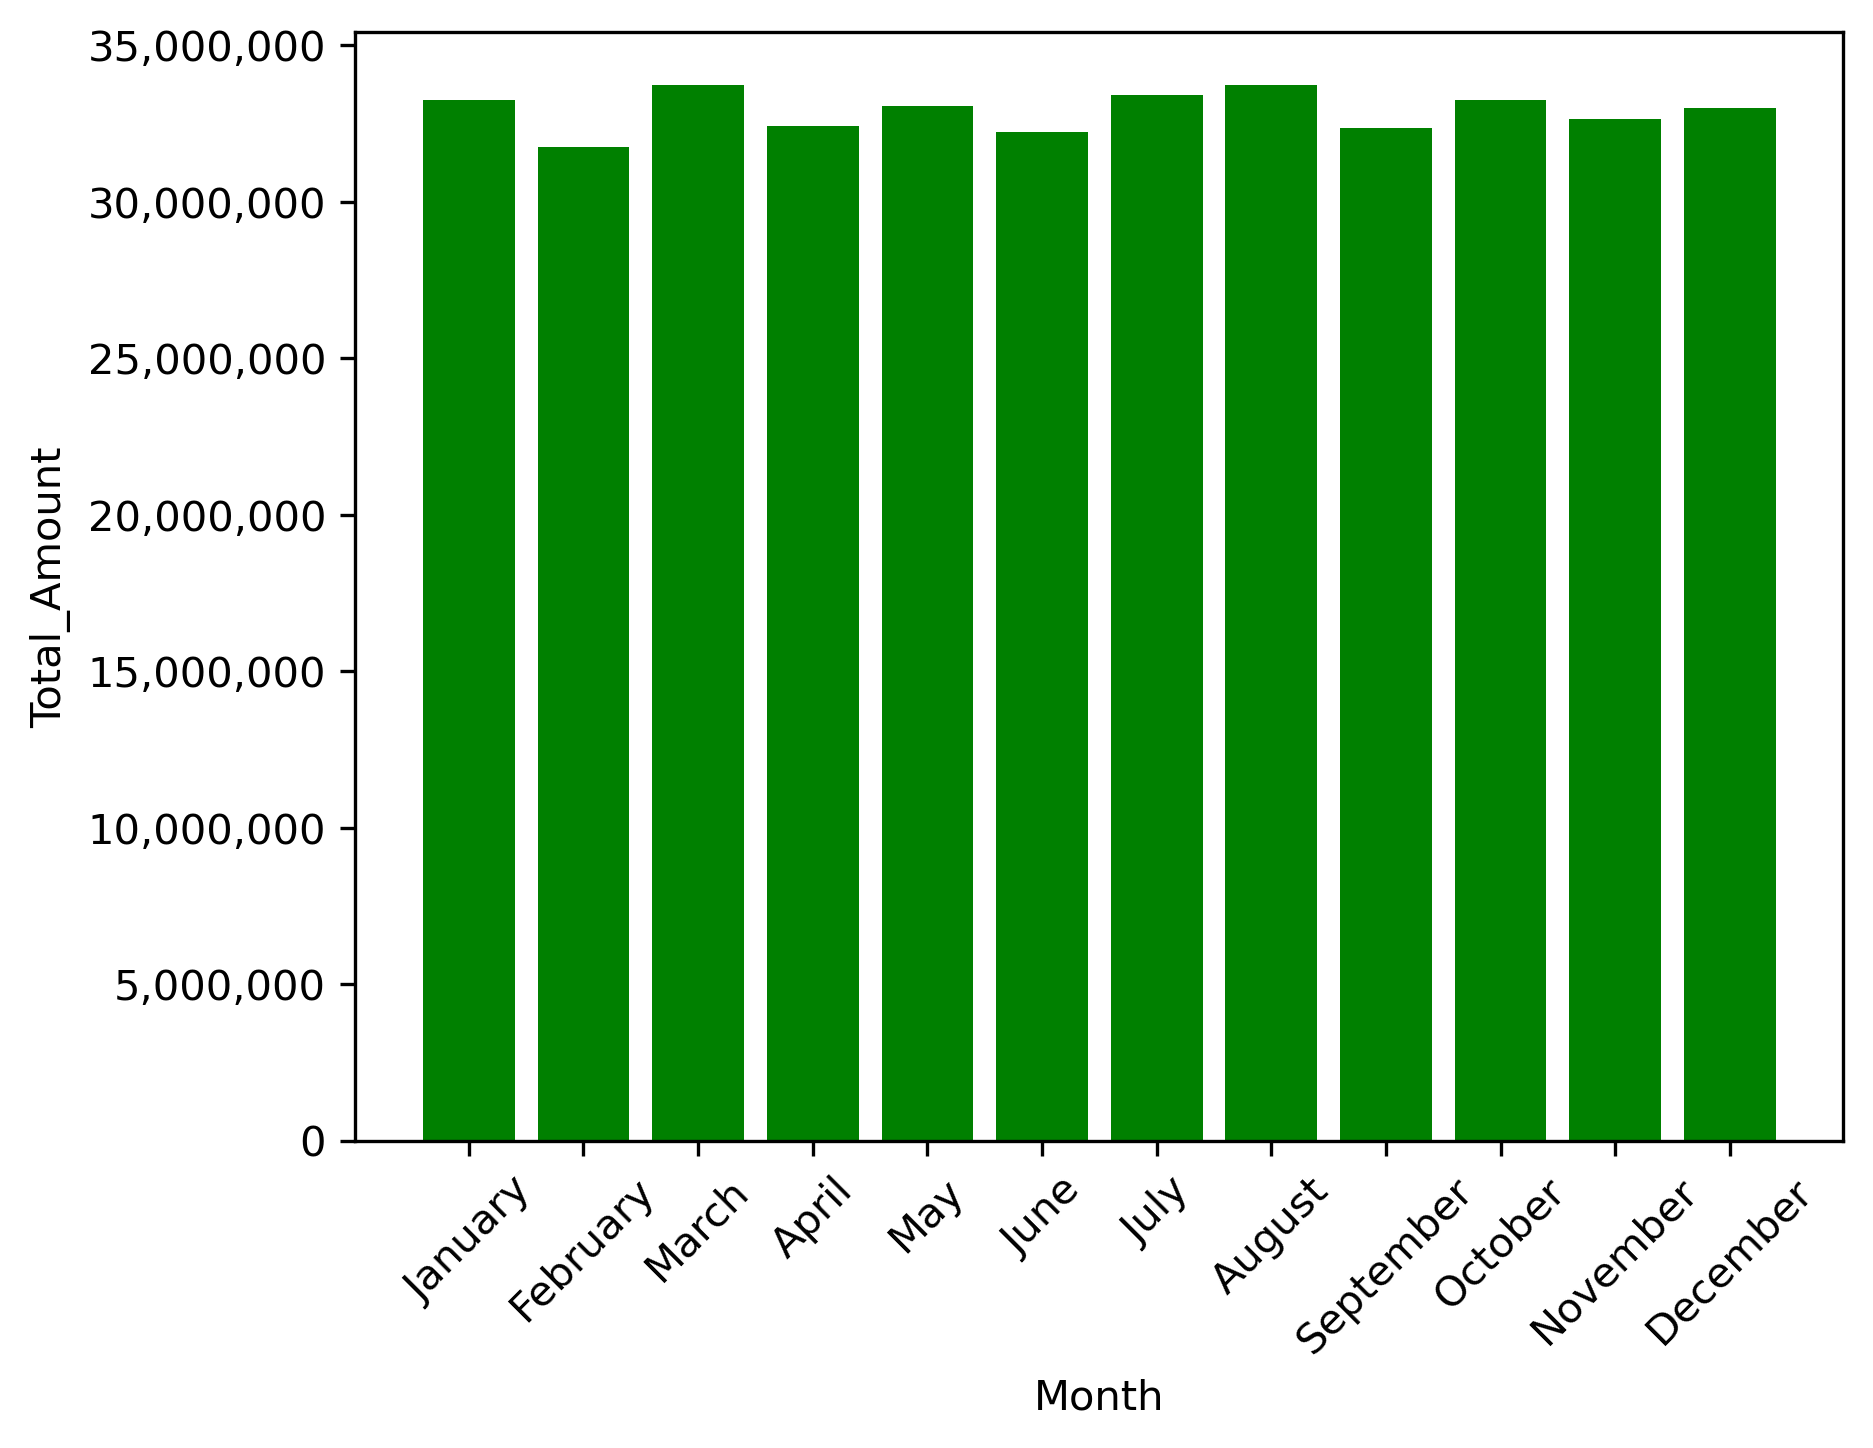 35,000,000
30,000,000
25,000,000
20,000,000
15,000,000
10,000,000
5,000,000
0
Total_Amount
January
February
March
April
May
June
July
August
September
October
November
December
Month